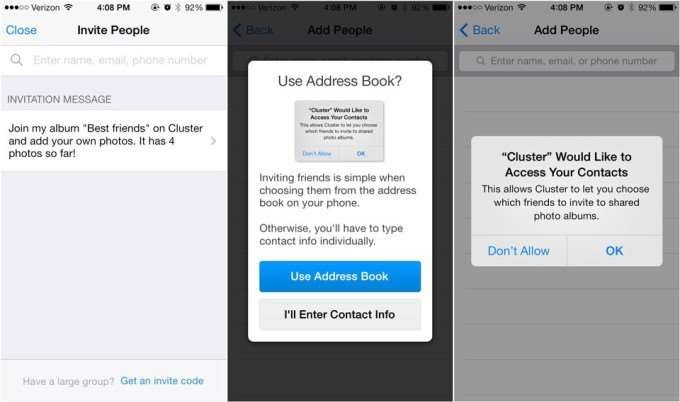 Verizon 4:08 PM 92%
Close Invite People
Enter name, email, phone number
INVITATION MESSAGE
Join my album "Best friends" on Cluster
and add your own photos. It has 4
photos so far!
Have a large group? Get an invite code
Verizon 4:08 PM 92%
Back Add People
Use Address Book?
"Cluster" Would Like to
Access Your Contacts
This allows Cluster to let you choose
which friends to invite to shared
photo albums.
Don't Allow OK
Inviting friends is simple when
choosing them from the address
book on your phone.
Otherwise, you'll have to type
contact info individually.
Use Address Book
I'll Enter Contact Info
Verizon 4:08 PM 92%
Back Add People
Enter name, email, or phone number
“Cluster” Would Like to
Access Your Contacts
This allows Cluster to let you choose
which friends to invite to shared
photo albums.
Don't Allow OK